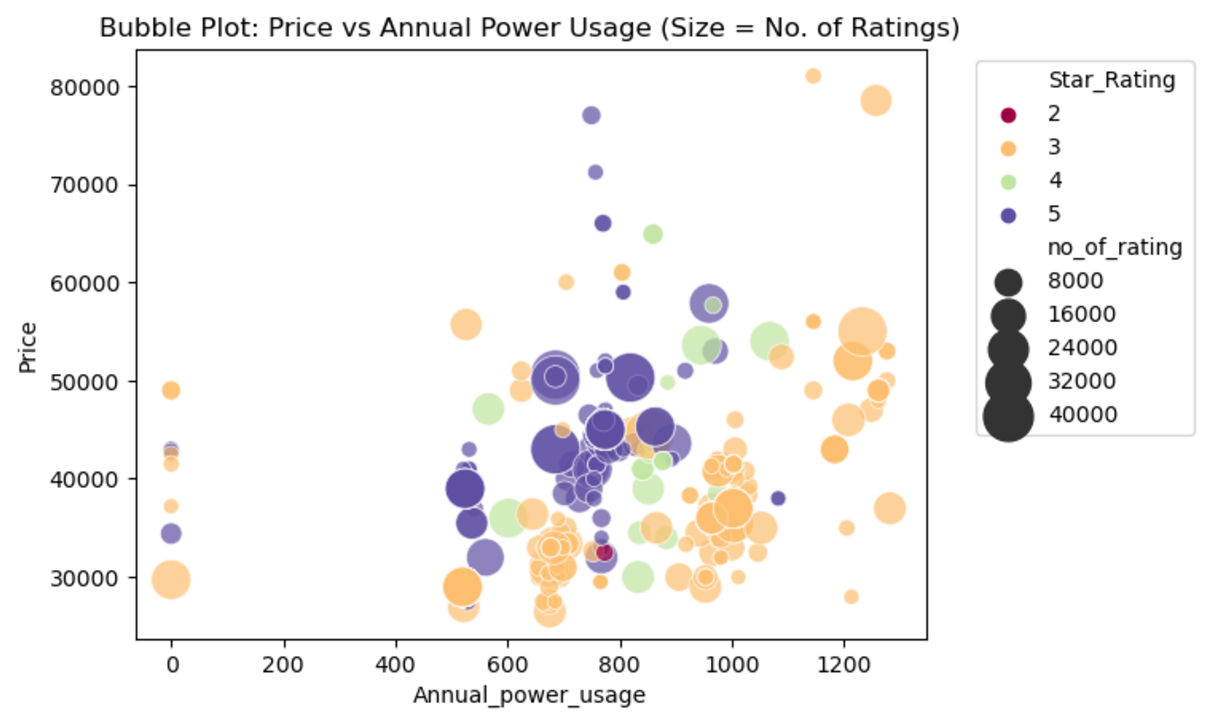 Bubble Plot: Price vs Annual Power Usage (Size = No. of Ratings)
80000
70000
60000
50000
40000
30000
Price
0 200 400 600 800 1000 1200
Annual_power_usage
Star_Rating
2
3
4
5
no_of_rating
8000
16000
24000
32000
40000